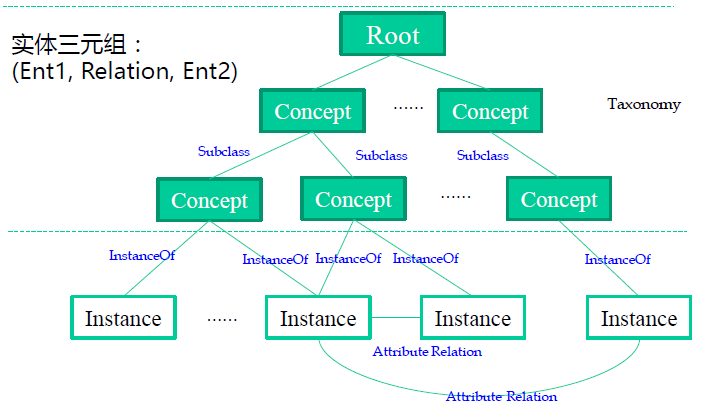 实体三元组：
(Ent1, Relation, Ent2)
Root
Concept
……
Concept
Taxonomy
Subclass
Subclass
Subclass
Concept
Concept
……
Concept
InstanceOf
InstanceOf
InstanceOf
InstanceOf
InstanceOf
Instance
……
Instance
Instance
Instance
Attribute Relation
Attribute Relation